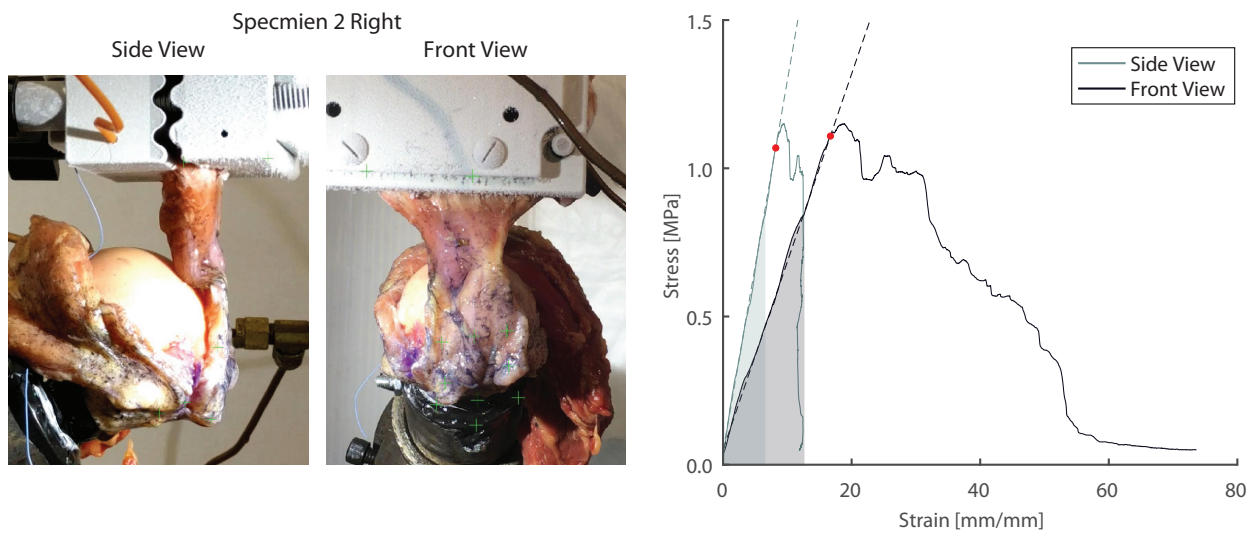 Specmien 2 Right
Side View
Front View
1.5
1.0
0.5
0.0
Stress [MPa]
0
20
40
60
80
Strain [mm/mm]
Side View
Front View